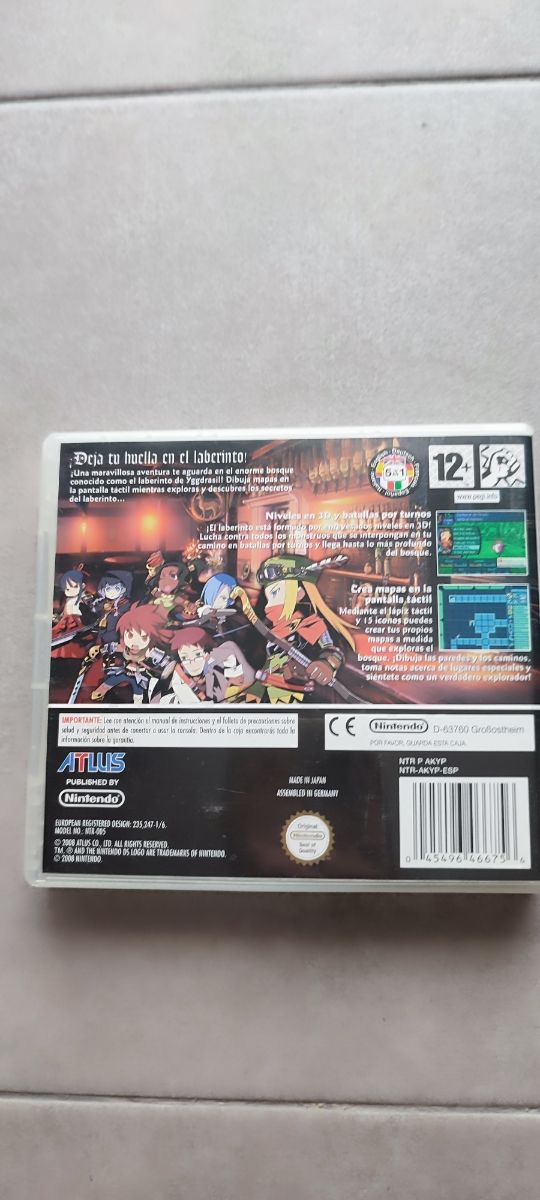 ¡Deja tu huella en el laberinto!
¡Una maravillosa aventura te aguarda en el enorme bosque
conocido como el laberinto de Yggdrasil! Dibuja mapas en
la pantalla táctil mientras exploras y descubres los secretos
del laberinto...
English Deutsch
Español
5 in 1
12+
www.pegi.info
Niveles en 3D y batallas por turnos
¡El laberinto está formado por enrevesados niveles en 3D!
Lucha contra todos los monstruos que se interpongan en tu
camino en batallas por turnos y llega hasta lo más profundo
del bosque.
Crea mapas en la
pantalla táctil
Mediante el lápiz táctil
y 15 iconos puedes
crear tus propios
mapas a medida
que exploras el
bosque. ¡Dibuja las paredes y los caminos,
toma notas acerca de lugares especiales y
siéntete como un verdadero explorador!
IMPORTANTE: Lee con atención el manual de instrucciones y el folleto de precauciones sobre
salud y seguridad antes de conectar o usar la consola. Dentro de la caja encontrarás toda la
información sobre la garantía.
CE
Nintendo
D-63760 Großostheim
POR FAVOR, GUARDA ESTA CAJA.
ATLUS
PUBLISHED BY
Nintendo
MADE IN JAPAN
ASSEMBLED IN GERMANY
NTR P AKYP
NTR-AKYP-ESP
EUROPEAN REGISTERED DESIGN: 235,247-1/6.
MODEL NO.: NTR-005
© 2008 ATLUS CO., LTD. ALL RIGHTS RESERVED.
TM, ® AND THE NINTENDO DS LOGO ARE TRADEMARKS OF NINTENDO.
© 2008 NINTENDO.
Original
Nintendo
Seal of
Quality
0 45496 46675 6